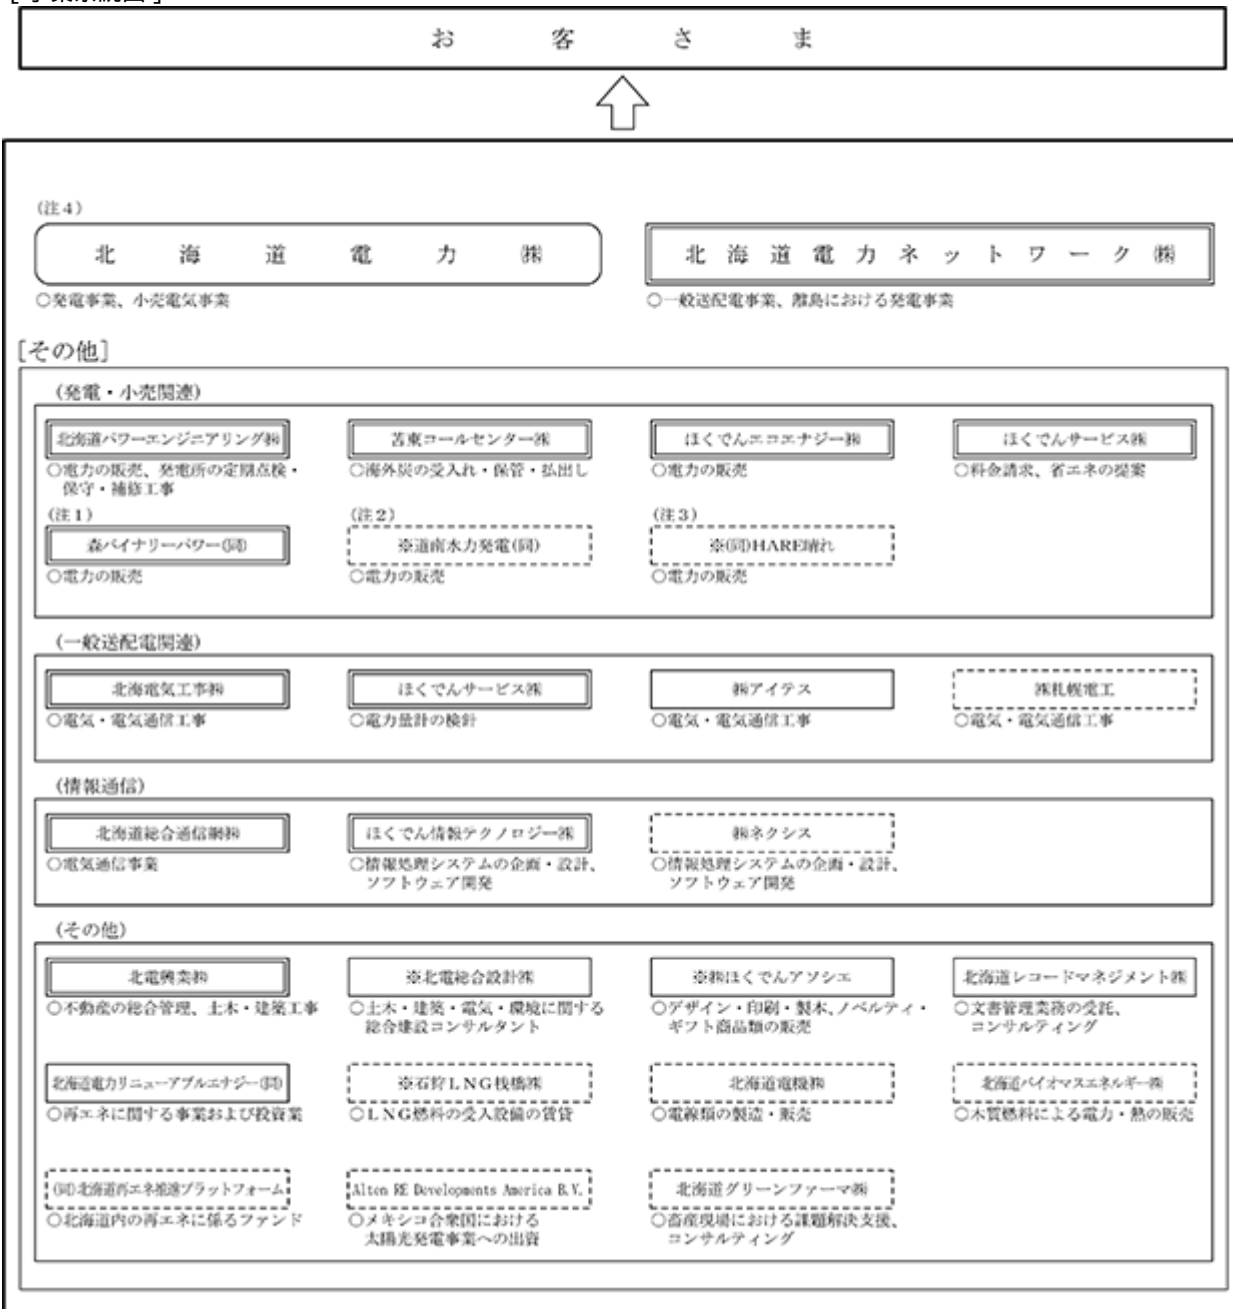 [事業系統図]
お客さま
(注4)
北海道電力㈱
北海道電力ネットワーク㈱
○発電事業、小売電気事業
○一般送配電事業、離島における発電事業
[その他]
(発電・小売関連)
北海道パワーエンジニアリング㈱
苫東コールセンター㈱
ほくでんエコエナジー㈱
ほくでんサービス㈱
○電力の販売、発電所の定期点検・
保守・補修工事
○海外炭の受入れ・保管・払出し
○電力の販売
○料金請求、省エネの提案
(注1)
(注2)
(注3)
森バイナリーパワー(同)
※道南水力発電(同)
※(同)HARE晴れ
○電力の販売
○電力の販売
○電力の販売
(一般送配電関連)
北海電気工事㈱
ほくでんサービス㈱
㈱アイテス
㈱札幌電工
○電気・電気通信工事
○電力量計の検針
○電気・電気通信工事
○電気・電気通信工事
(情報通信)
北海道総合通信網㈱
ほくでん情報テクノロジー㈱
㈱ネクシス
○電気通信事業
○情報処理システムの企画・設計、
ソフトウェア開発
○情報処理システムの企画・設計、
ソフトウェア開発
(その他)
北電興業㈱
※北電総合設計㈱
※㈱ほくでんアソシエ
北海道レコードマネジメント㈱
○不動産の総合管理、土木・建築工事
○土木・建築・電気・環境に関する
総合建設コンサルタント
○デザイン・印刷・製本、ノベルティ・
ギフト商品類の販売
○文書管理業務の受託、
コンサルティング
北海道電力リニューアブルエナジー(同)
※石狩LNG桟橋㈱
北海道電機㈱
北海道バイオマスエネルギー㈱
○再エネに関する事業および投資業
○LNG燃料の受入設備の賃貸
○電線類の製造・販売
○木質燃料による電力・熱の販売
(同)北海道再エネ推進プラットフォーム
Alten RE Developments America B.V.
北海道グリーンファーマ㈱
○北海道内の再エネに係るファンド
○メキシコ合衆国における
太陽光発電事業への出資
○畜産現場における課題解決支援、
コンサルティング